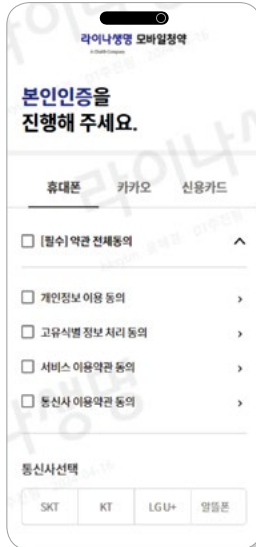 라이나생명 모바일청약
본인인증을
진행해 주세요.
휴대폰 카카오 신용카드
[필수] 약관 전체동의
개인정보 이용 동의
고유식별 정보 처리 동의
서비스 이용약관 동의
통신사 이용약관 동의
통신사선택
SKT KT LG U+ 알뜰폰